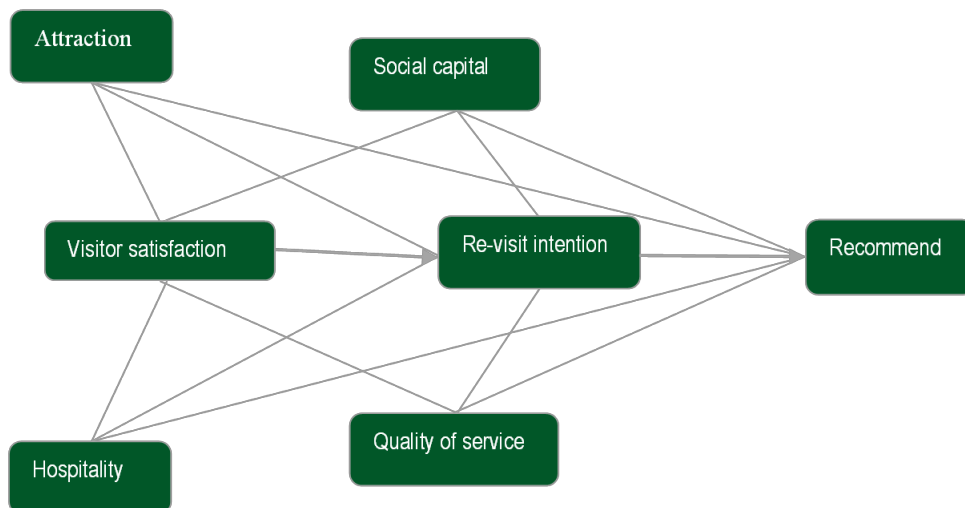 Attraction
Social capital
Visitor satisfaction
Re-visit intention
Recommend
Hospitality
Quality of service